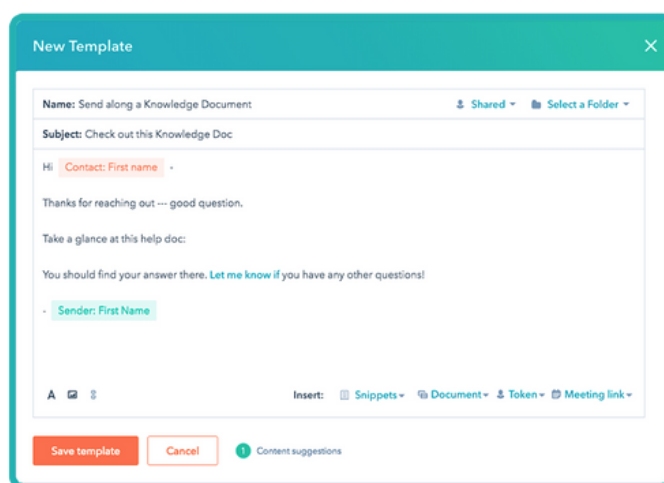 New Template
Name: Send along a Knowledge Document Shared Select a Folder
Subject: Check out this Knowledge Doc
Hi Contact: First name -
Thanks for reaching out --- good question.
Take a glance at this help doc:
You should find your answer there. Let me know if you have any other questions!
- Sender: First Name
A Insert: Snippets Document Token Meeting link
Save template Cancel 1 Content suggestions